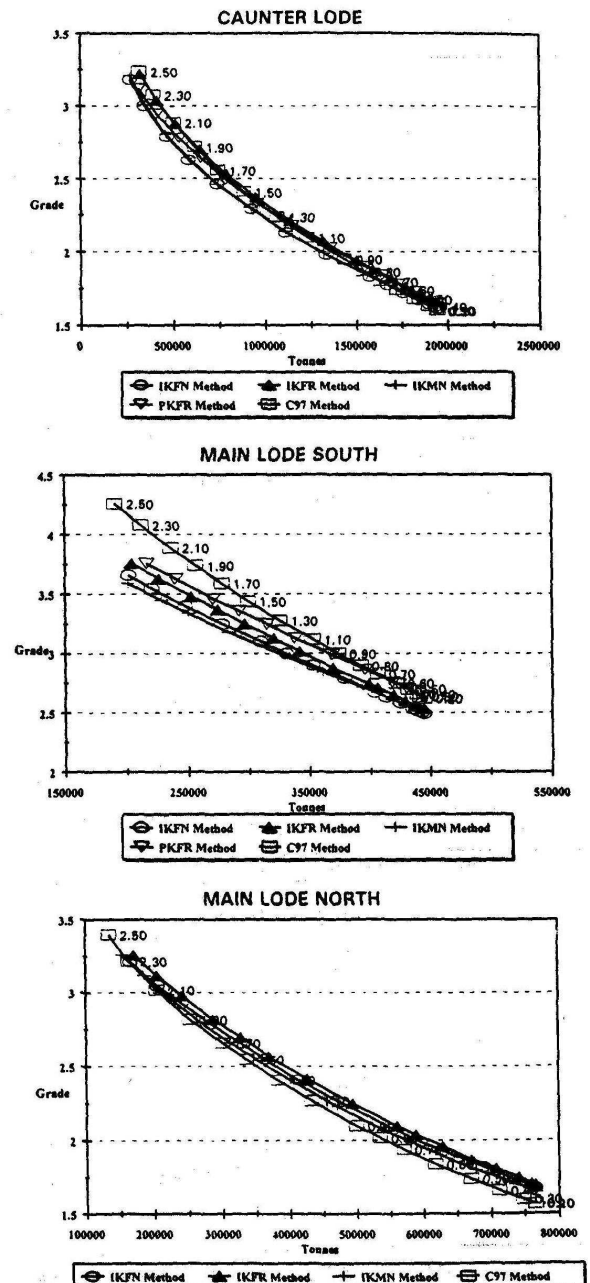 CAUNTER LODE
3.5
3
2.5
Grade
2
1.5
2.50
2.30
2.10
1.90
1.70
1.50
1.30
0 500000 1000000 1500000 2000000 2500000
Tonnes
IKFN Method IKFR Method IKMN Method
PKFR Method C97 Method
MAIN LODE SOUTH
4.5
4
3.5
Grade 3
2.5
2
2.50
2.30
2.10
1.90
1.70
1.50
1.30
1.10
0.90
0.80
0.70
150000 250000 350000 450000 550000
Tonnes
IKFN Method IKFR Method IKMN Method
PKFR Method C97 Method
MAIN LODE NORTH
3.5
3
2.5
Grade
2
1.5
2.50
2.30
100000 200000 300000 400000 500000 600000 700000 800000
Tonnes
IKFN Method IKFR Method IKMN Method C97 Method